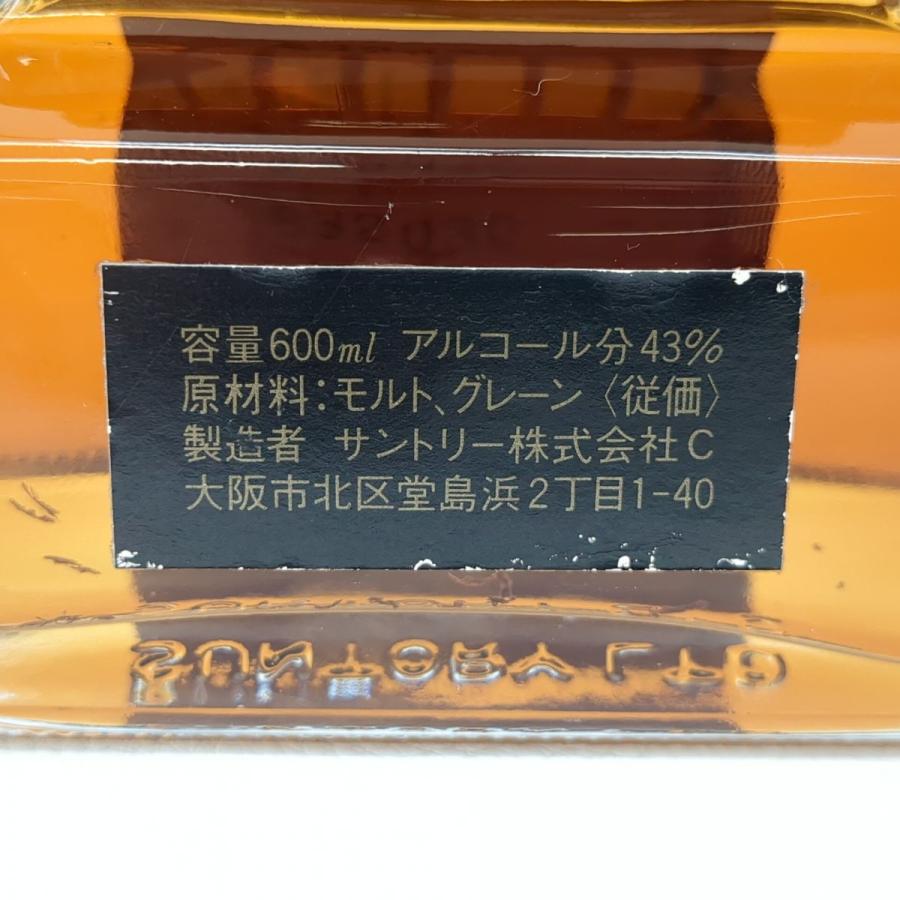 容量600ml アルコール分43%
原材料:モルト、グレーン〈従価〉
製造者 サントリー株式会社C
大阪市北区堂島浜2丁目1-40
SUNTORY LTD